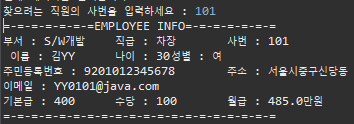 찾으려는 직원의 사번을 입력하세요 : 101
=-=-=-=-=-=EMPLOYEE INFO=-=-=-=-=-=-=
부서 : S/W개발 직급 : 차장 사번 : 101
이름 : 김YY 나이 : 30성별 : 여
주민등록번호 : 9201012345678 주소 : 서울시중구신당동
이메일 : YY0101@java.com
기본급 : 400 수당 : 100 월급 : 485.0만원
=-=-=-=-=-=-=-=-=-=-=-=-=-=-=-=-=-=-=